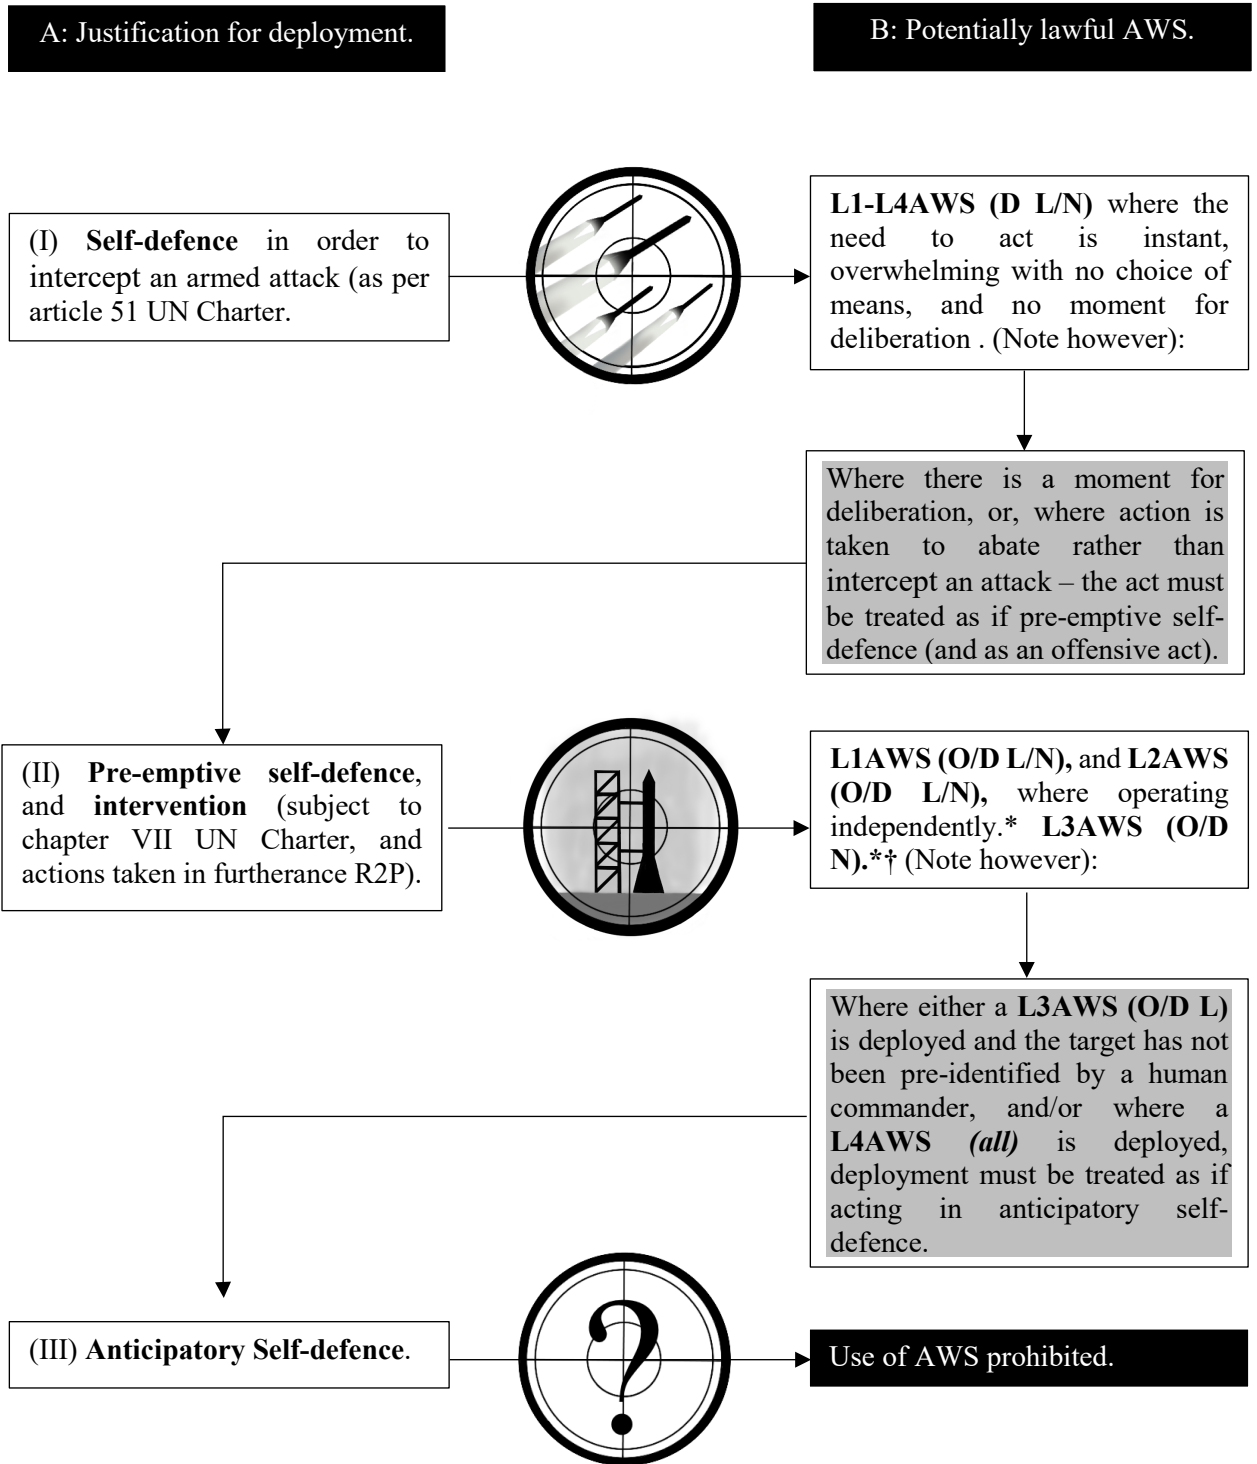 A: Justification for deployment.
B: Potentially lawful AWS.
(I) Self-defence in order to
intercept an armed attack (as per
article 51 UN Charter.
L1-L4AWS (D L/N) where the
need to act is instant,
overwhelming with no choice of
means, and no moment for
deliberation . (Note however):
Where there is a moment for
deliberation, or, where action is
taken to abate rather than
intercept an attack – the act must
be treated as if pre-emptive self-
defence (and as an offensive act).
(II) Pre-emptive self-defence,
and intervention (subject to
chapter VII UN Charter, and
actions taken in furtherance R2P).
L1AWS (O/D L/N), and L2AWS
(O/D L/N), where operating
independently.* L3AWS (O/D
N).*† (Note however):
Where either a L3AWS (O/D L)
is deployed and the target has not
been pre-identified by a human
commander, and/or where a
L4AWS (all) is deployed,
deployment must be treated as if
acting in anticipatory self-
defence.
(III) Anticipatory Self-defence.
?
Use of AWS prohibited.